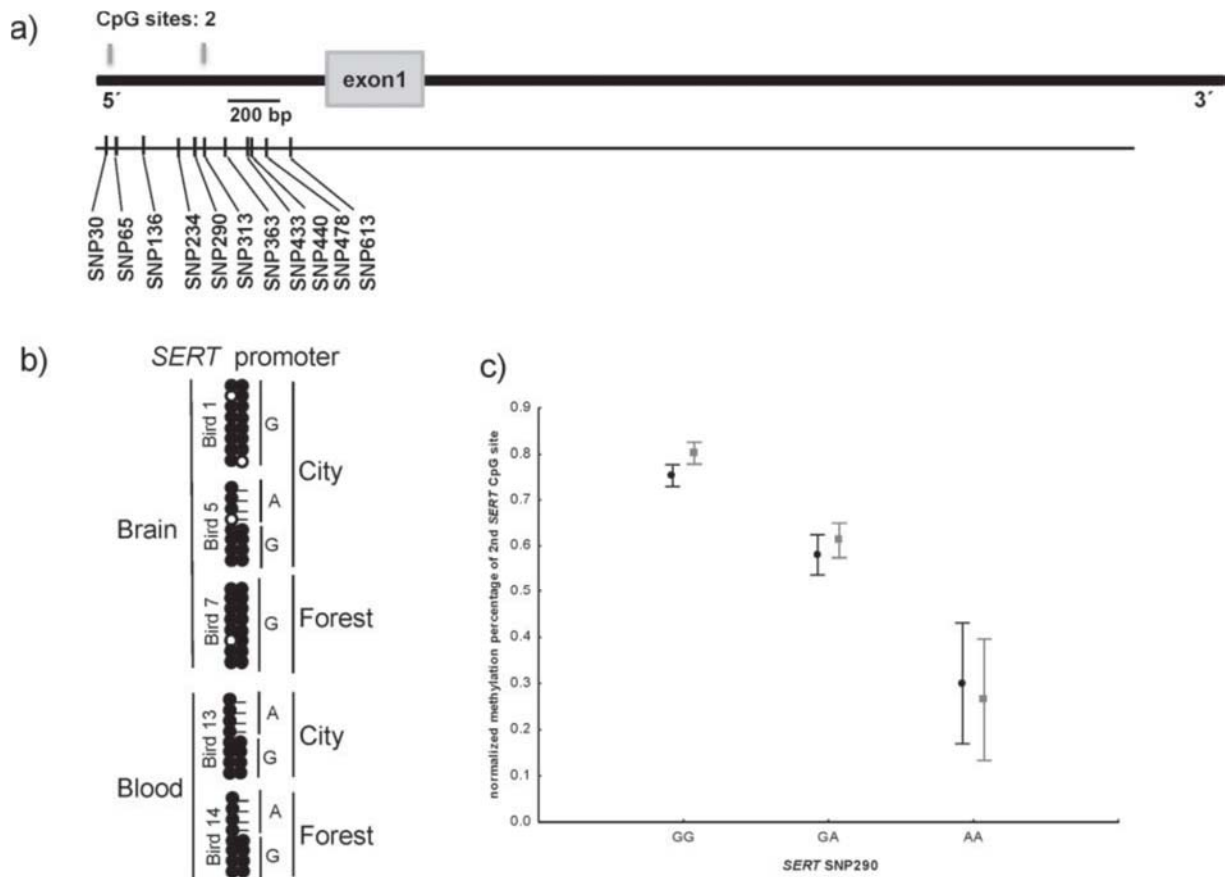 a)
CpG sites: 2
exon1
5´
3´
200 bp
SNP30
SNP65
SNP136
SNP234
SNP290
SNP313
SNP363
SNP433
SNP440
SNP478
SNP613
b)
SERT promoter
Brain
Bird 1
G
City
Bird 5
A
G
Bird 7
G
Forest
Blood
Bird 13
A
G
City
Bird 14
A
G
Forest
c)
normalized methylation percentage of 2nd SERT CpG site
0.9
0.8
0.7
0.6
0.5
0.4
0.3
0.2
0.1
0.0
GG
GA
AA
SERT SNP290